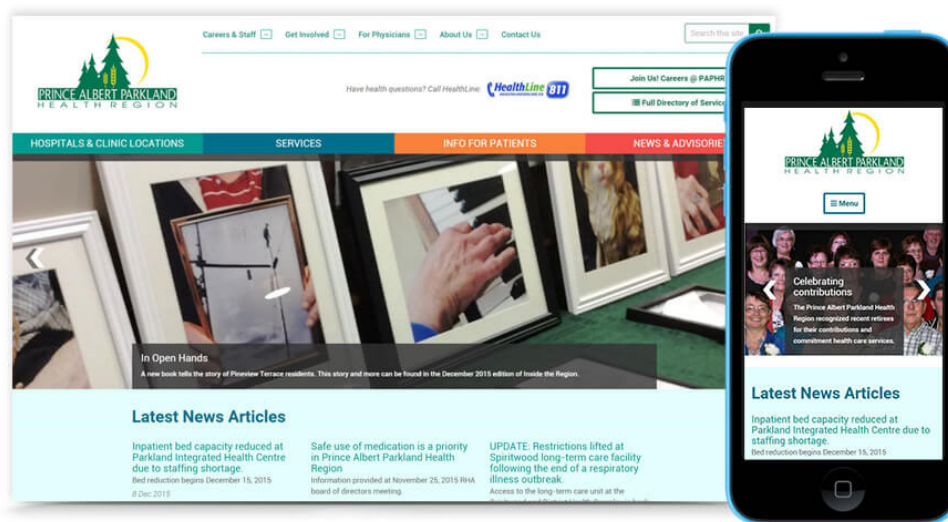 Careers & Staff
Get Involved
For Physicians
About Us
Contact Us
Search this site
PRINCE ALBERT PARKLAND
HEALTH REGION
Have health questions? Call HealthLine:
HealthLine 811
Join Us! Careers @ PAPHR
Full Directory of Service
HOSPITALS & CLINIC LOCATIONS
SERVICES
INFO FOR PATIENTS
NEWS & ADVISORIE
In Open Hands
A new book tells the story of Pineview Terrace residents. This story and more can be found in the December 2015 edition of Inside the Region.
Latest News Articles
Inpatient bed capacity reduced at
Parkland Integrated Health Centre
due to staffing shortage.
Bed reduction begins December 15, 2015
8 Dec 2015
Safe use of medication is a priority
in Prince Albert Parkland Health
Region
Information provided at November 25, 2015 RHA
board of directors meeting.
UPDATE: Restrictions lifted at
Spiritwood long-term care facility
following the end of a respiratory
illness outbreak.
Access to the long-term care unit at the
PRINCE ALBERT PARKLAND
HEALTH REGION
Menu
Celebrating
contributions
The Prince Albert Parkland Health
Region recognized recent retirees
for their contributions and
commitment health care services.
Latest News Articles
Inpatient bed capacity reduced at
Parkland Integrated Health Centre due to
staffing shortage.
Bed reduction begins December 15, 2015